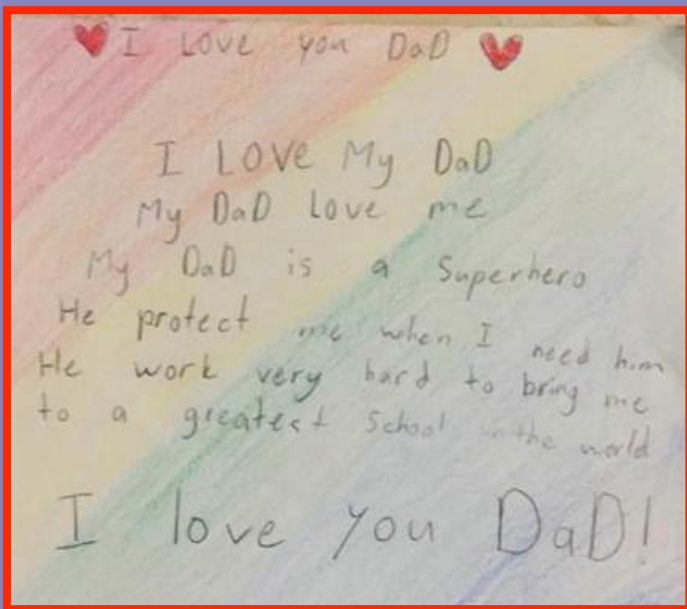 I Love you DaD
I LOVE My DaD
My DaD love me
My DaD is a Superhero
He protect me when I need him
He work very hard to bring me
to a greatest School in the world
I love you DaD!